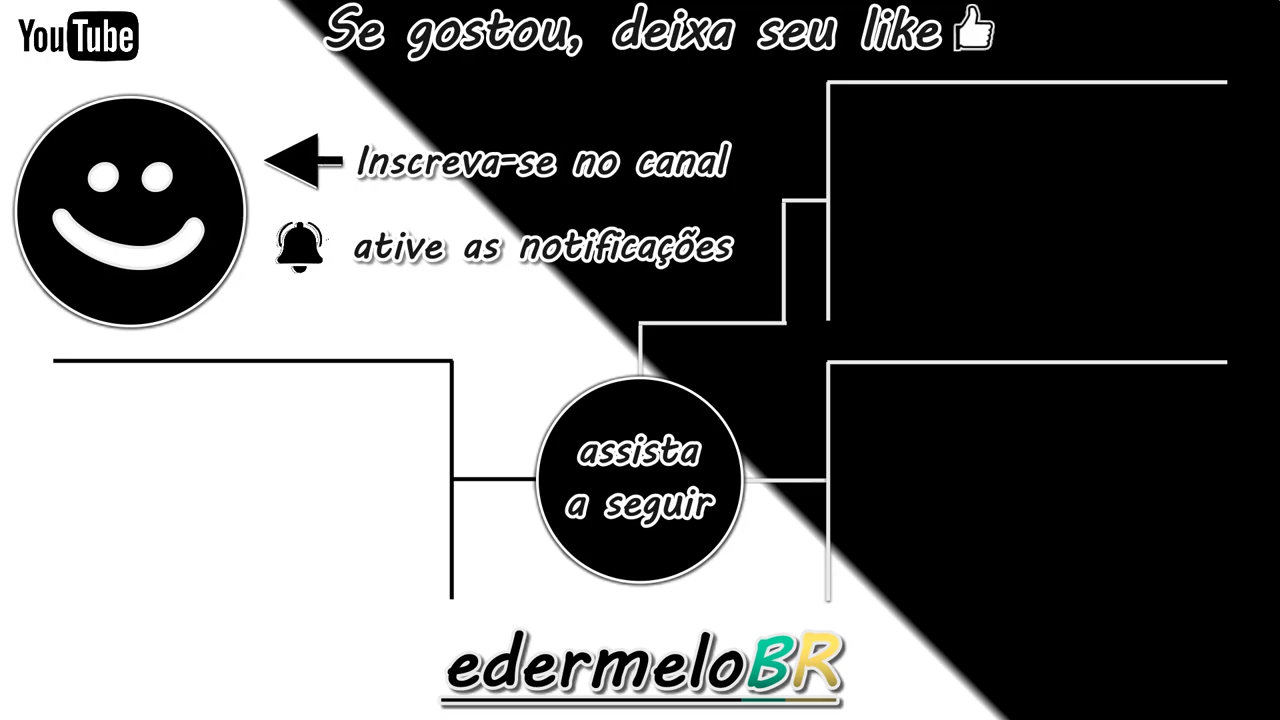 YouTube
Se gostou, deixa seu like
Inscreva-se no canal
ative as notificações
assista
a seguir
edermeloBR